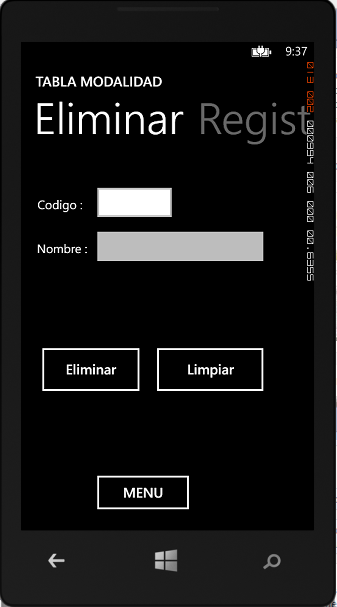 9:37
TABLA MODALIDAD
Eliminar Regist
Codigo :
Nombre :
Eliminar
Limpiar
MENU